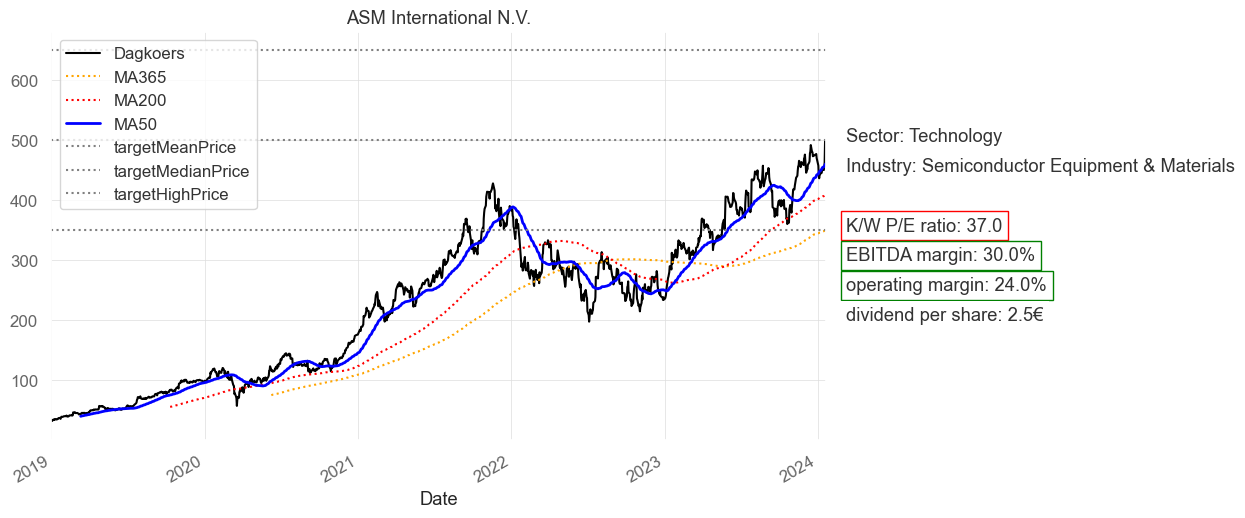 ASM International N.V.
Dagkoers
MA365
MA200
MA50
targetMeanPrice
targetMedianPrice
targetHighPrice
600
500
400
300
200
100
2019
2020
2021
2022
2023
2024
Date
Sector: Technology
Industry: Semiconductor Equipment & Materials
K/W P/E ratio: 37.0
EBITDA margin: 30.0%
operating margin: 24.0%
dividend per share: 2.5€